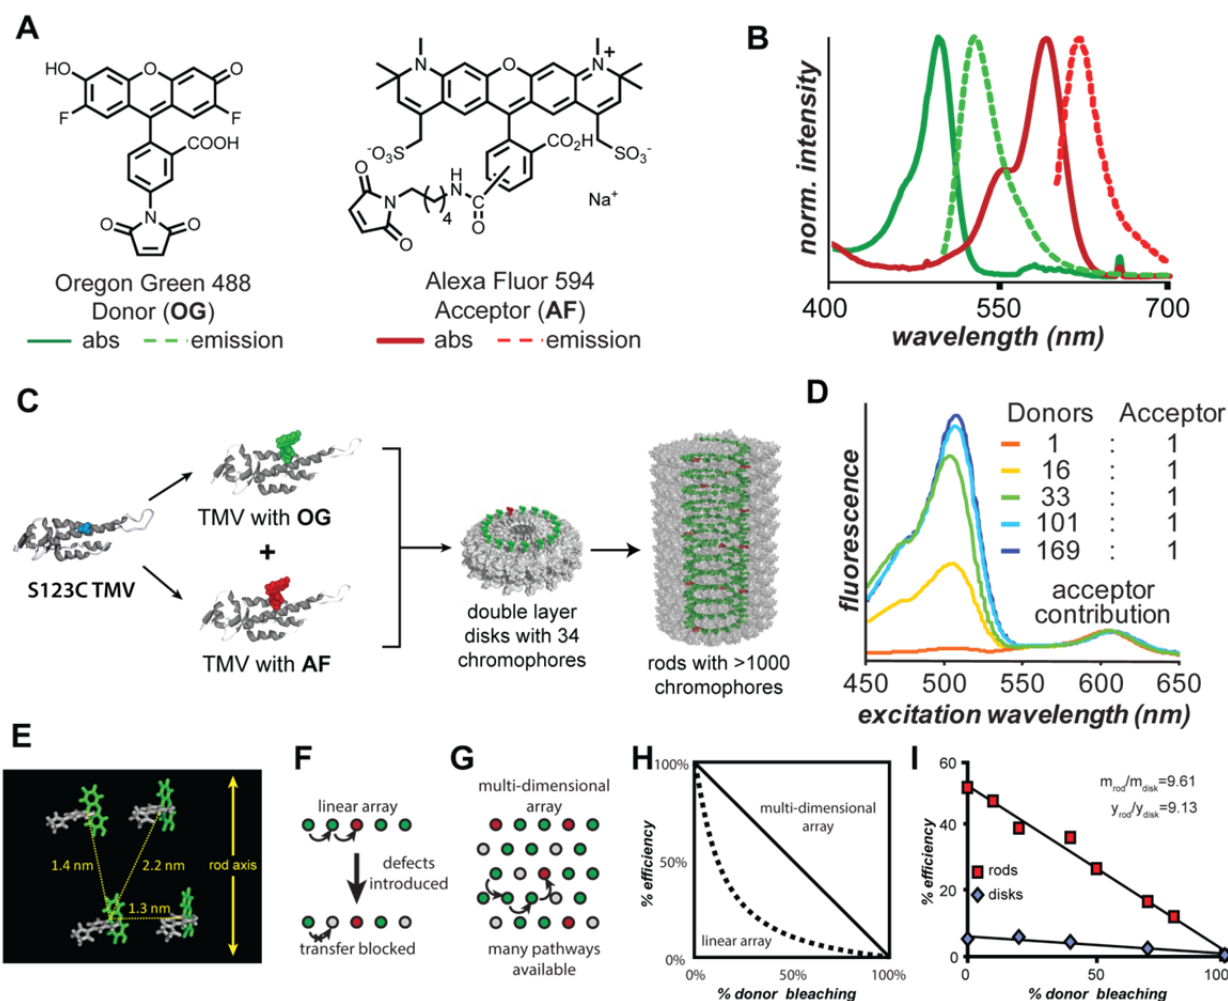 A
HO
O
O
F
F
COOH
N
O
O
Oregon Green 488
Donor (OG)
abs
emission
N
O
N
+
-O3S
CO2H
SO3-
O
N
O
4
H
N
C
O
Na+
Alexa Fluor 594
Acceptor (AF)
abs
emission
B
norm. intensity
400
550
700
wavelength (nm)
C
S123C TMV
TMV with OG
+
TMV with AF
double layer
disks with 34
chromophores
rods with >1000
chromophores
D
fluorescence
Donors Acceptor
1 : 1
16 : 1
33 : 1
101 : 1
169 : 1
acceptor
contribution
450 500 550 600 650
excitation wavelength (nm)
E
1.4 nm
2.2 nm
1.3 nm
rod axis
F
linear array
defects
introduced
transfer blocked
G
multi-dimensional
array
many pathways
available
H
100%
50%
0%
% efficiency
multi-dimensional
array
linear array
0% 50% 100%
% donor bleaching
I
60
40
20
0
% efficiency
mrod/mdisk=9.61
yrod/ydisk=9.13
rods
disks
0 50 100
% donor bleaching